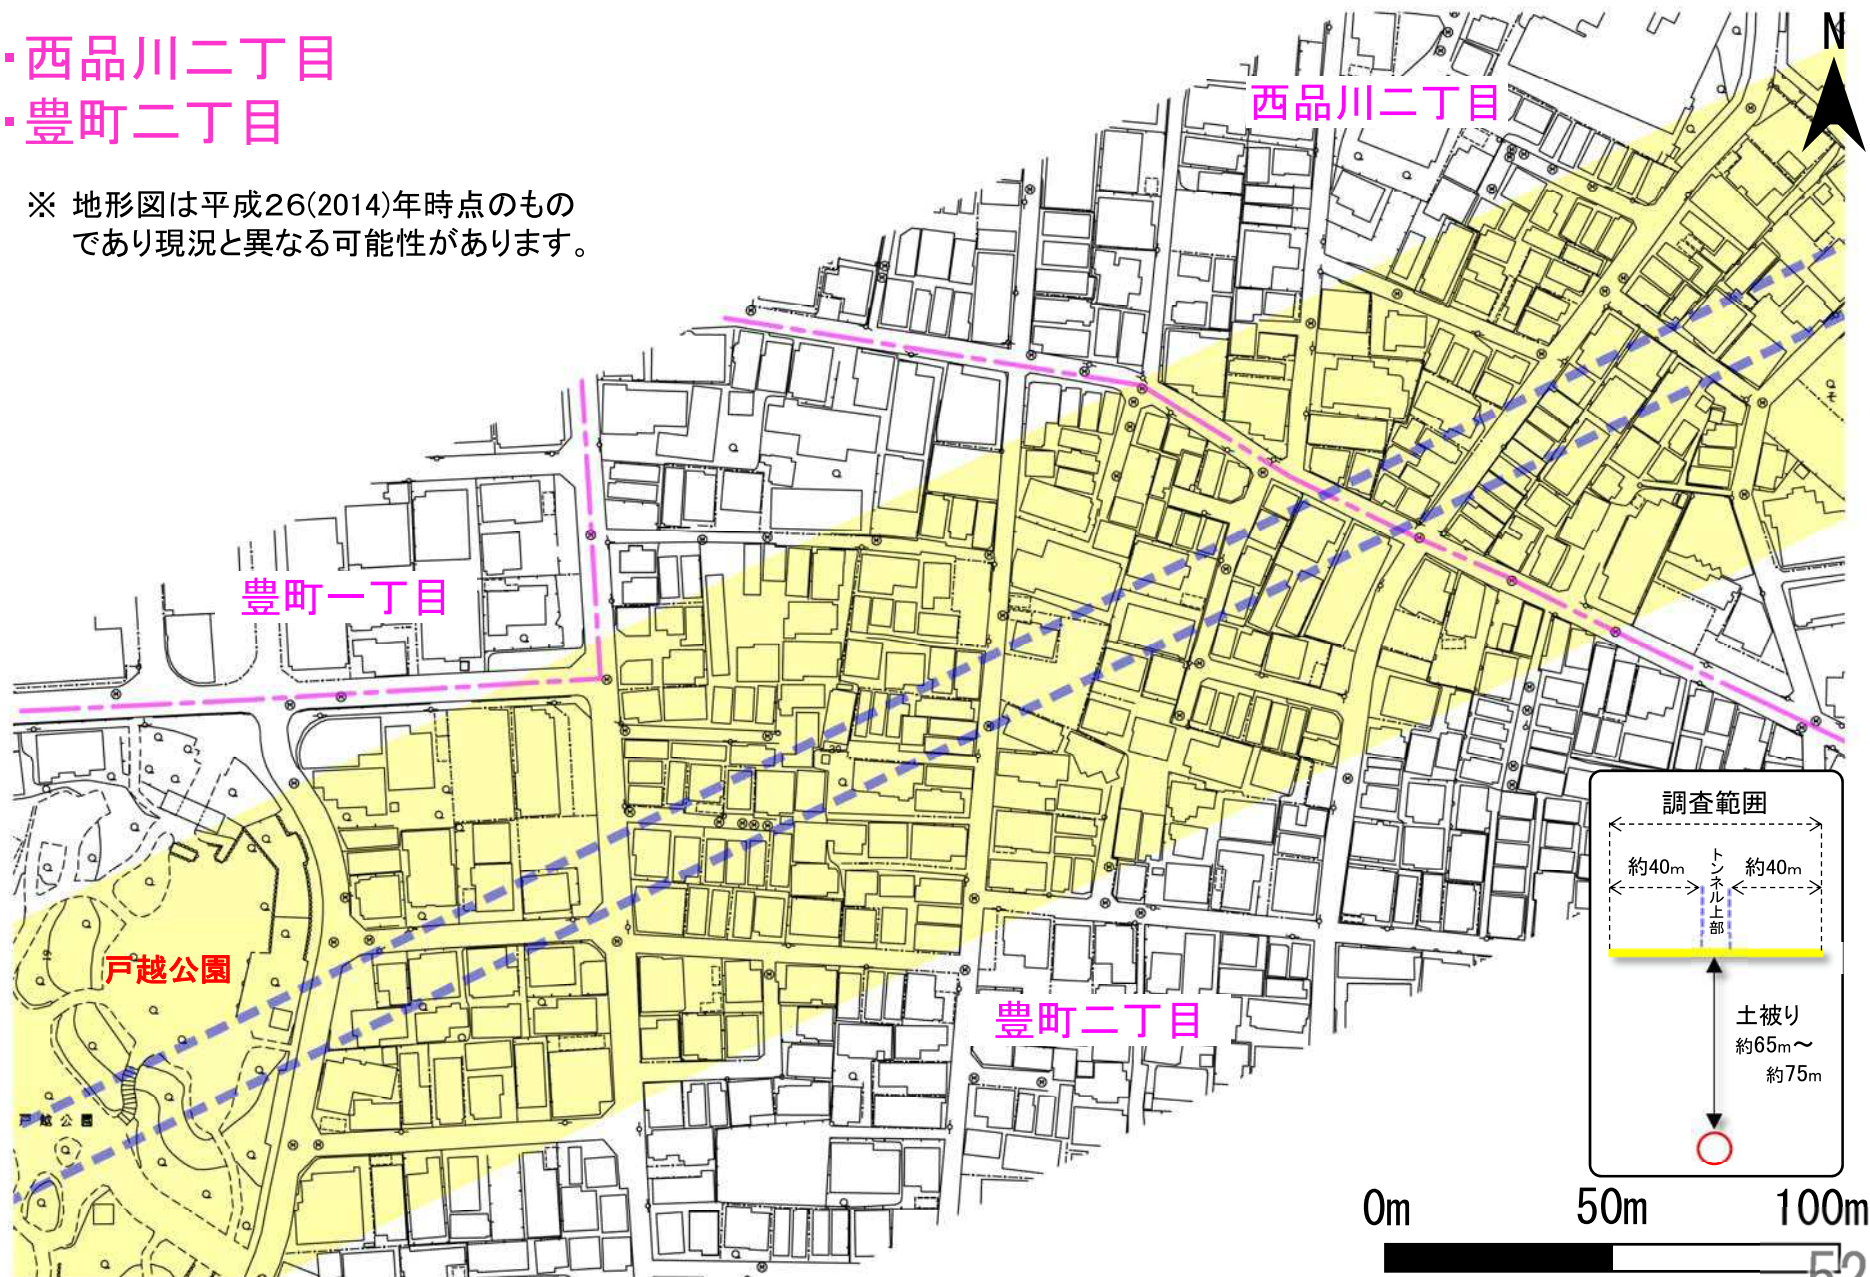 ・西品川二丁目
・豊町二丁目
※ 地形図は平成26(2014)年時点のもの
であり現況と異なる可能性があります。
N
西品川二丁目
豊町一丁目
戸越公園
戸越公園
豊町二丁目
調査範囲
約40m
トンネル上部
約40m
土被り
約65m～
約75m
0m 50m 100m
52